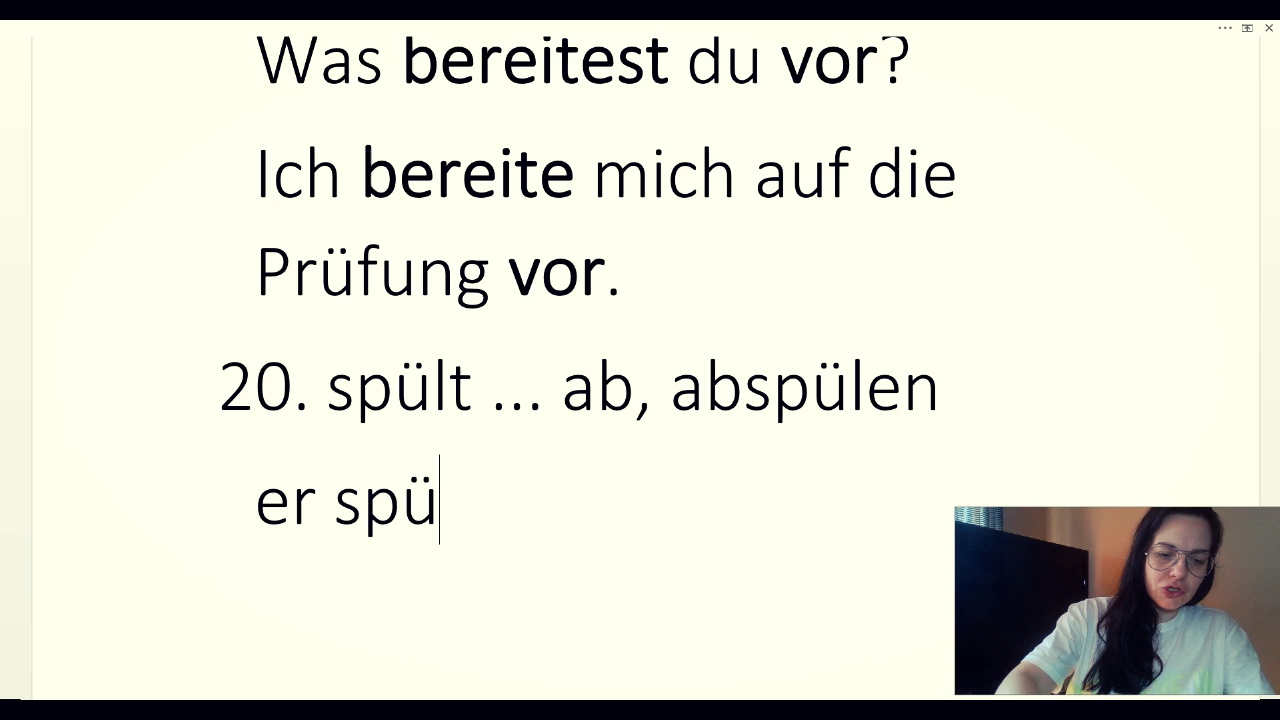 Was bereitest du vor?
Ich bereite mich auf die
Prüfung vor.
20. spült ... ab, abspülen
er spü